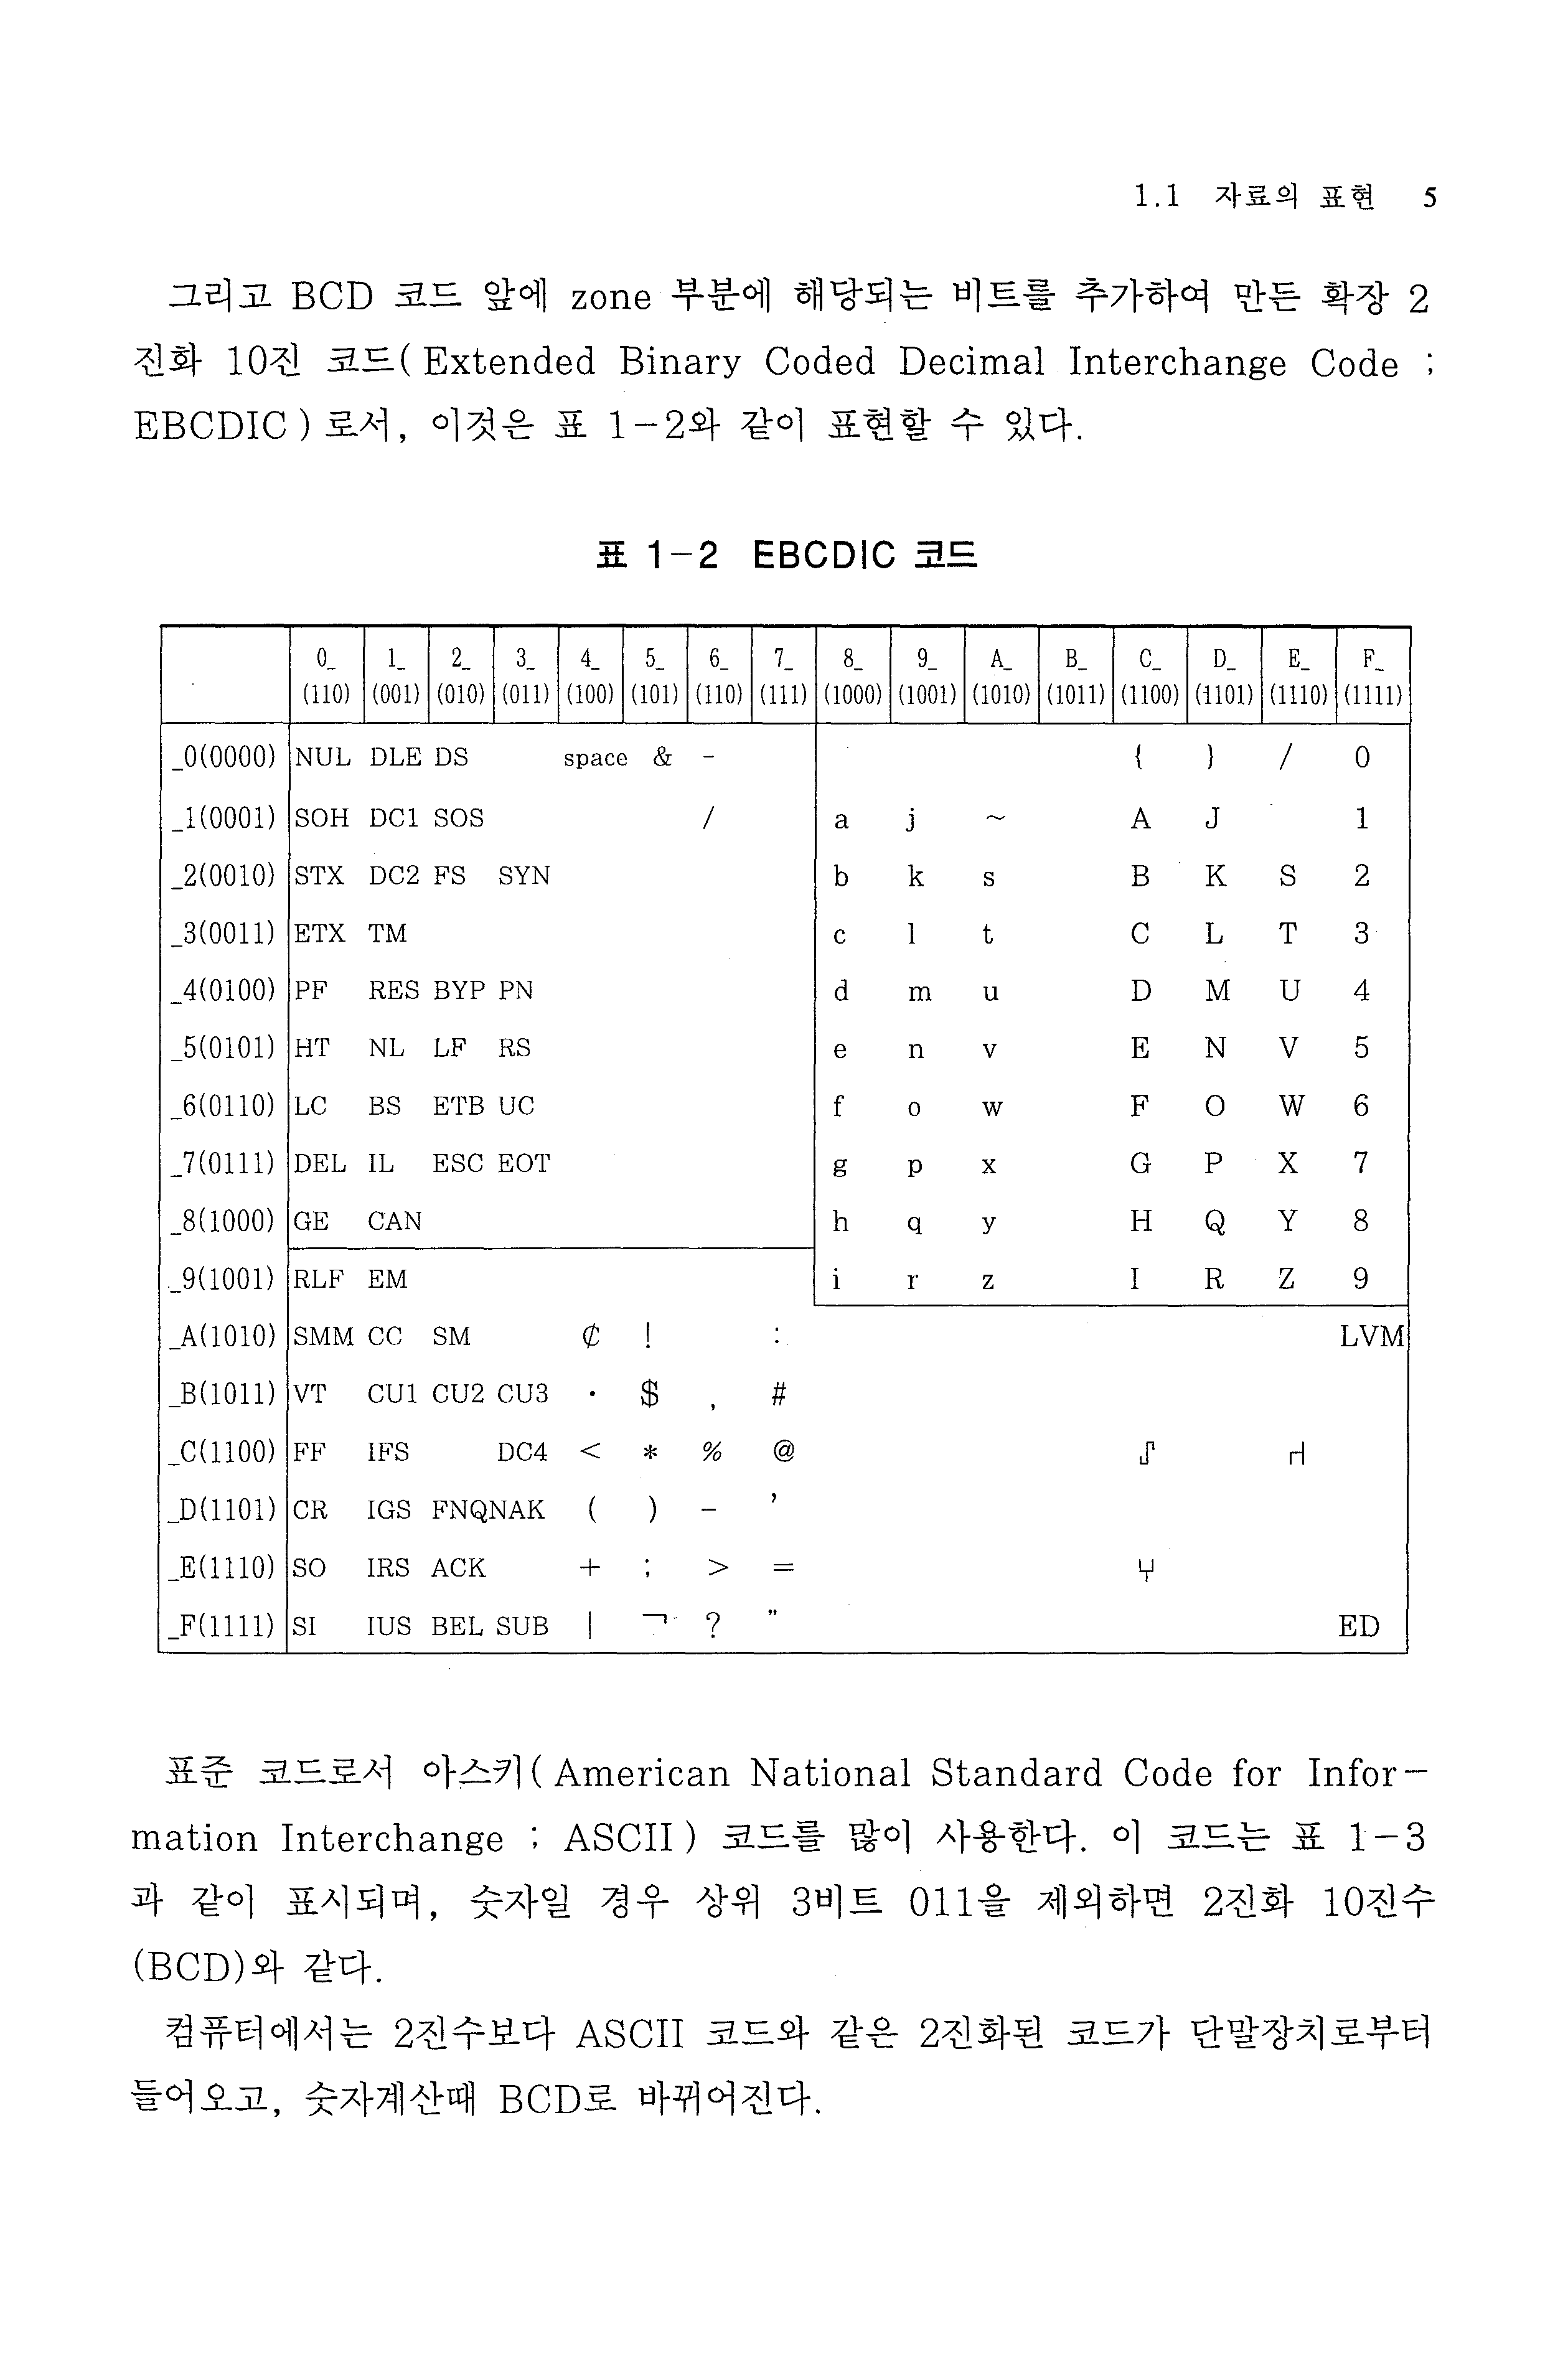 1.1 자료의 표현 5
그리고 BCD 코드 앞에 zone 부분에 해당되는 비트를 추가하여 만든 확장 2
진화 10진 코드( Extended Binary Coded Decimal Interchange Code ;
EBCDIC ) 로서, 이것은 표 1-2와 같이 표현할 수 있다.
표 1-2 EBCDIC 코드
0_ 1_ 2_ 3_ 4_ 5_ 6_ 7_ 8_ 9_ A_ B_ C_ D_ E_ F_
(110) (001) (010) (011) (100) (101) (110) (111) (1000) (1001) (1010) (1011) (1100) (1101) (1110) (1111)
_0(0000) NUL DLE DS space & - { } / 0
_1(0001) SOH DC1 SOS / a j ~ A J 1
_2(0010) STX DC2 FS SYN b k s B K S 2
_3(0011) ETX TM c l t C L T 3
_4(0100) PF RES BYP PN d m u D M U 4
_5(0101) HT NL LF RS e n v E N V 5
_6(0110) LC BS ETB UC f o w F O W 6
_7(0111) DEL IL ESC EOT g p x G P X 7
_8(1000) GE CAN h q y H Q Y 8
_9(1001) RLF EM i r z I R Z 9
_A(1010) SMM CC SM ₵ ! : LVM
_B(1011) VT CU1 CU2 CU3 · $ , #
_C(1100) FF IFS DC4 < * % @ ⑀ ⑁
_D(1101) CR IGS FNQNAK ( ) - ’
_E(1110) SO IRS ACK + ; > = Ⴤ
_F(1111) SI IUS BEL SUB | ¬ ? ” ED
표준 코드로서 아스키( American National Standard Code for Infor-
mation Interchange ; ASCII ) 코드를 많이 사용한다. 이 코드는 표 1-3
과 같이 표시되며, 숫자일 경우 상위 3비트 011을 제외하면 2진화 10진수
(BCD)와 같다.
컴퓨터에서는 2진수보다 ASCII 코드와 같은 2진화된 코드가 단말장치로부터
들어오고, 숫자계산때 BCD로 바뀌어진다.